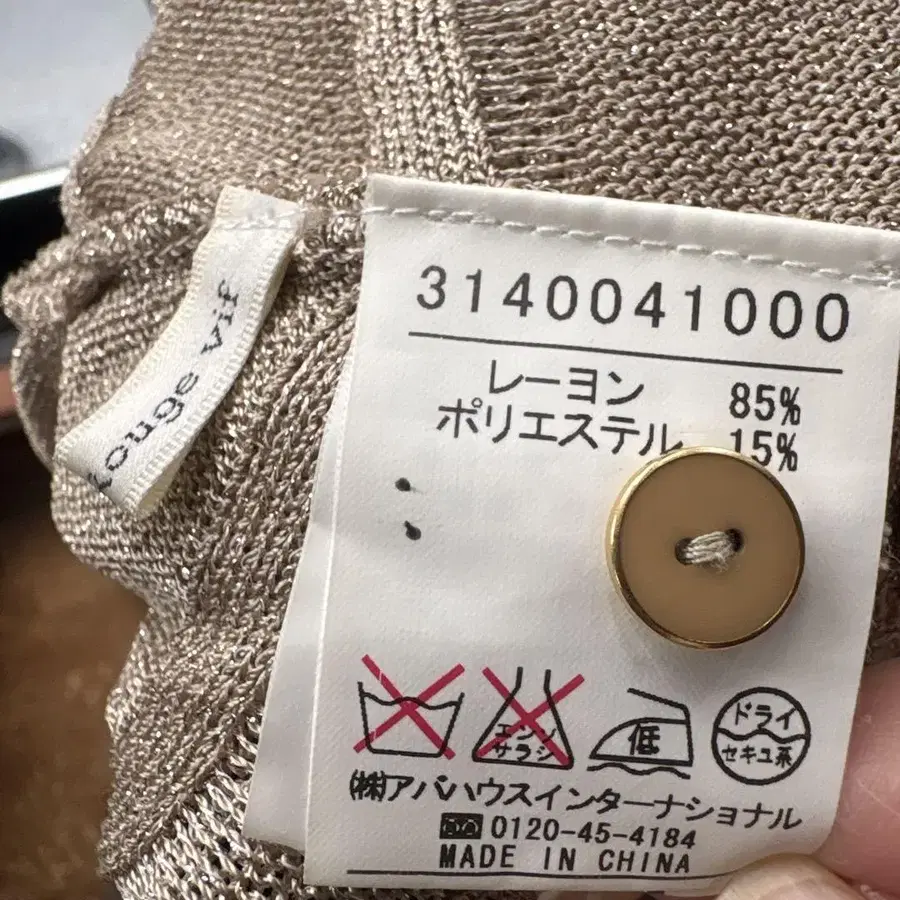 rouge vif
3140041000
レーヨン 85%
ポリエステル 15%
エンソ
サラシ
低
ドライ
セキユ系
㈱アバハウスインターナショナル
0120-45-4184
MADE IN CHINA